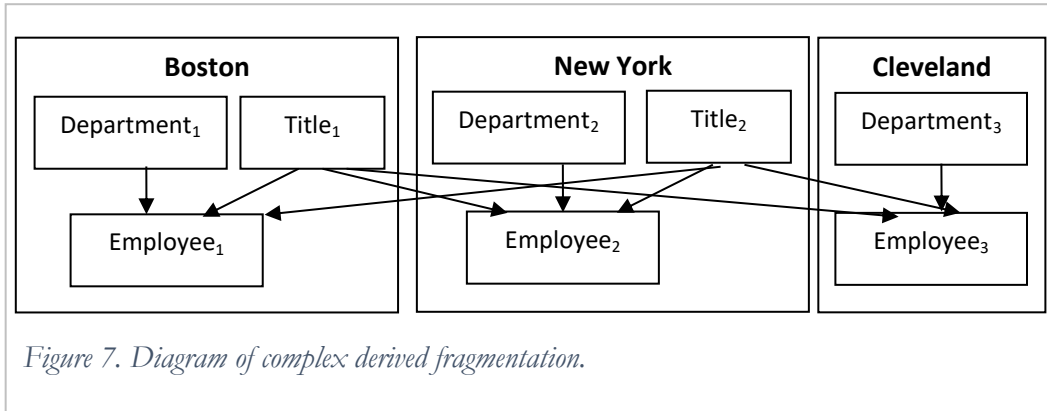 Boston
New York
Cleveland
Department₁
Title₁
Department₂
Title₂
Department₃
Employee₁
Employee₂
Employee₃
Figure 7. Diagram of complex derived fragmentation.